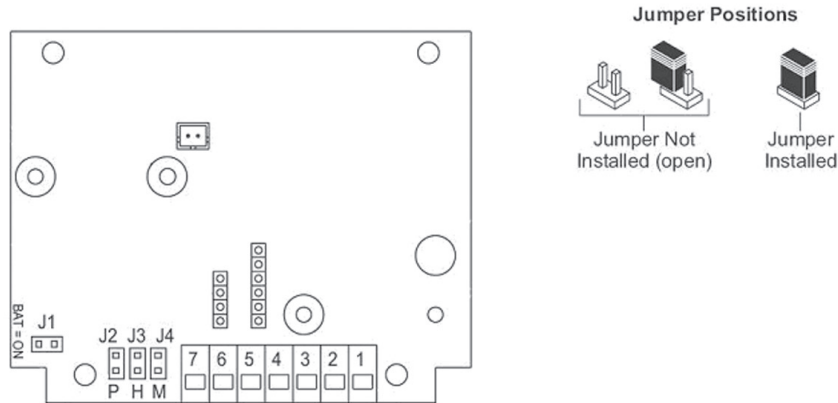 Jumper Positions
Jumper Not
Installed (open)
Jumper
Installed
BAT = ON
J1
J2 J3 J4
P H M
7 6 5 4 3 2 1